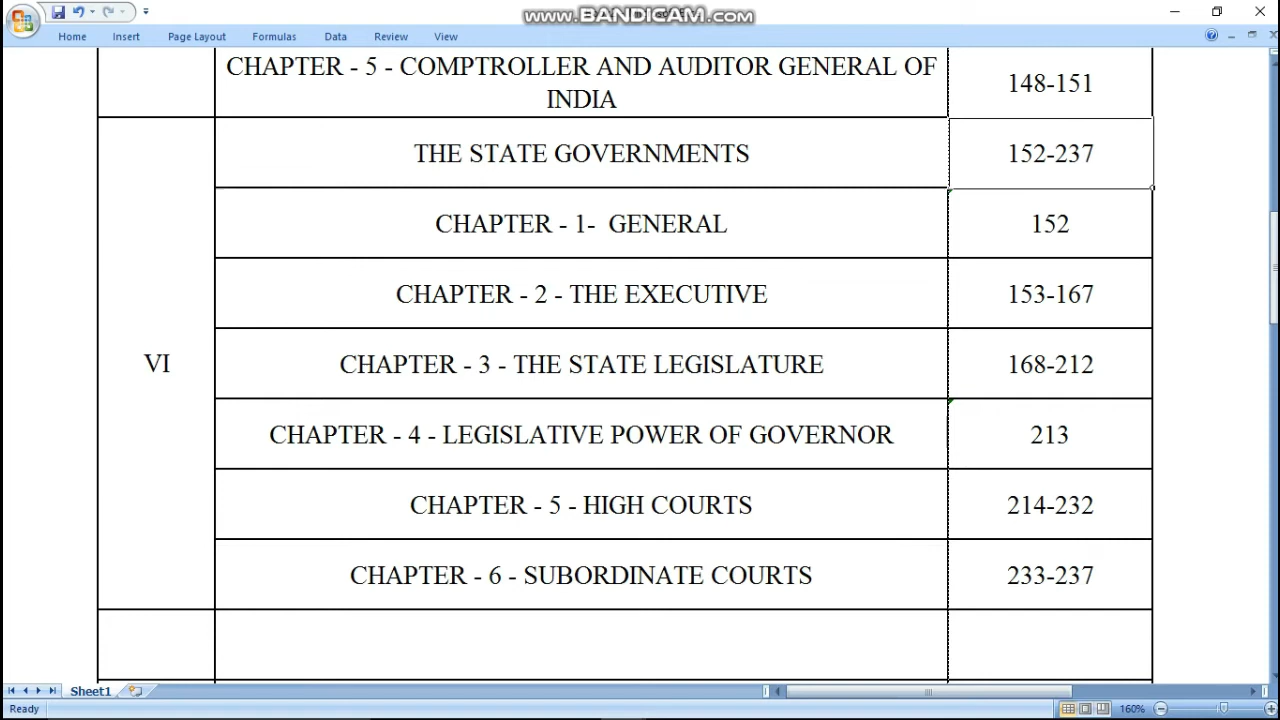 www.BANDICAM.com
Home Insert Page Layout Formulas Data Review View
CHAPTER - 5 - COMPTROLLER AND AUDITOR GENERAL OF
INDIA
148-151
THE STATE GOVERNMENTS 152-237
CHAPTER - 1- GENERAL 152
CHAPTER - 2 - THE EXECUTIVE 153-167
VI
CHAPTER - 3 - THE STATE LEGISLATURE 168-212
CHAPTER - 4 - LEGISLATIVE POWER OF GOVERNOR 213
CHAPTER - 5 - HIGH COURTS 214-232
CHAPTER - 6 - SUBORDINATE COURTS 233-237
Sheet1
Ready 160%